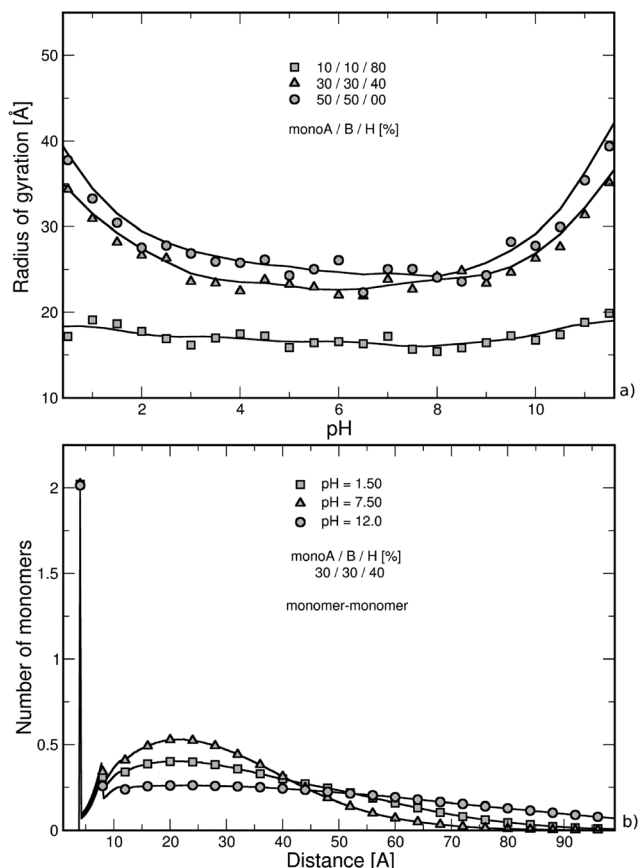 50
40
30
20
10
Radius of gyration [Å]
10 / 10 / 80
30 / 30 / 40
50 / 50 / 00
monoA / B / H [%]
2
4
6
8
10
pH
a)
2
1.5
1
0.5
0
Number of monomers
pH = 1.50
pH = 7.50
pH = 12.0
monoA / B / H [%]
30 / 30 / 40
monomer-monomer
10
20
30
40
50
60
70
80
90
Distance [A]
b)